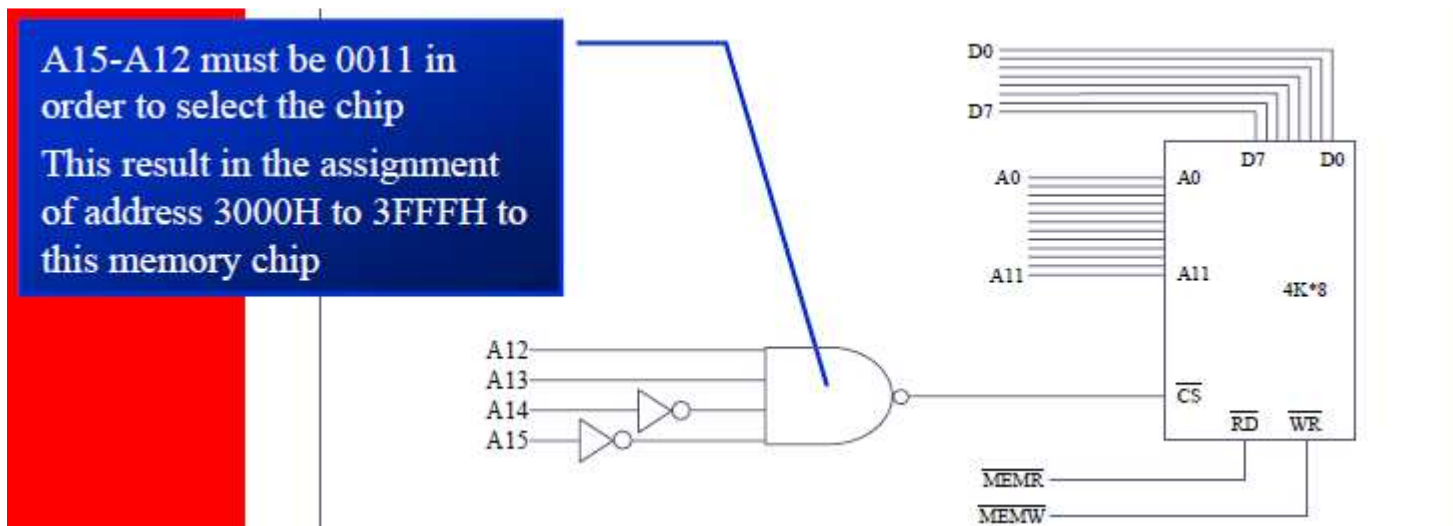 A15-A12 must be 0011 in
order to select the chip
This result in the assignment
of address 3000H to 3FFFH to
this memory chip
D0
D7
D7 D0
A0 A0
A11 A11
4K*8
A12
A13
A14
A15
CS
RD WR
MEMR
MEMW